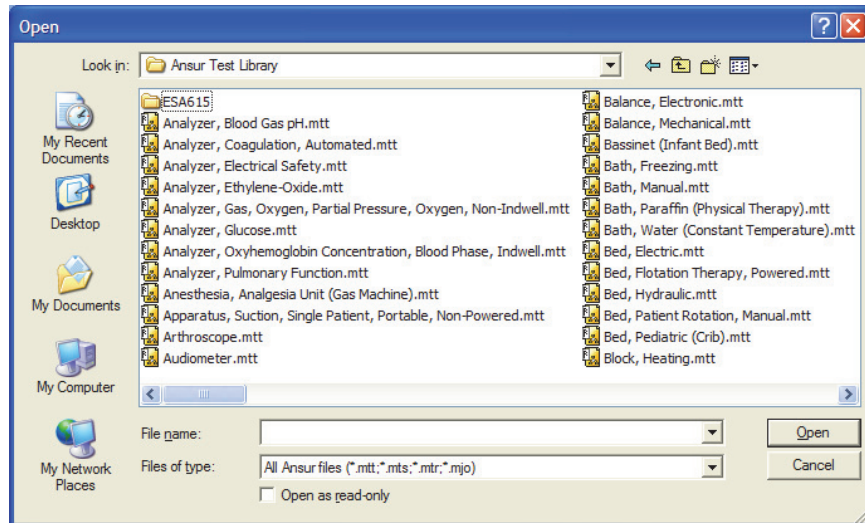 Open
Look in:
Ansur Test Library
My Recent
Documents
Desktop
My Documents
My Computer
My Network
Places
ESA615
Analyzer, Blood Gas pH.mtt
Analyzer, Coagulation, Automated.mtt
Analyzer, Electrical Safety.mtt
Analyzer, Ethylene-Oxide.mtt
Analyzer, Gas, Oxygen, Partial Pressure, Oxygen, Non-Indwell.mtt
Analyzer, Glucose.mtt
Analyzer, Oxyhemoglobin Concentration, Blood Phase, Indwell.mtt
Analyzer, Pulmonary Function.mtt
Anesthesia, Analgesia Unit (Gas Machine).mtt
Apparatus, Suction, Single Patient, Portable, Non-Powered.mtt
Arthroscope.mtt
Audiometer.mtt
Balance, Electronic.mtt
Balance, Mechanical.mtt
Bassinet (Infant Bed).mtt
Bath, Freezing.mtt
Bath, Manual.mtt
Bath, Paraffin (Physical Therapy).mtt
Bath, Water (Constant Temperature).mtt
Bed, Electric.mtt
Bed, Flotation Therapy, Powered.mtt
Bed, Hydraulic.mtt
Bed, Patient Rotation, Manual.mtt
Bed, Pediatric (Crib).mtt
Block, Heating.mtt
File name:
Open
Files of type:
All Ansur files (*.mtt;*.mts;*.mtr;*.mjo)
Cancel
Open as read-only